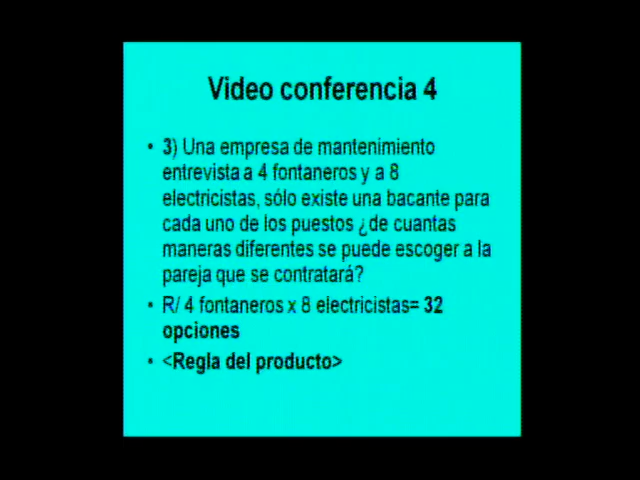 Video conferencia 4
• 3) Una empresa de mantenimiento
entrevista a 4 fontaneros y a 8
electricistas, sólo existe una bacante para
cada uno de los puestos ¿de cuantas
maneras diferentes se puede escoger a la
pareja que se contratará?
• R/ 4 fontaneros x 8 electricistas= 32
opciones
• <Regla del producto>